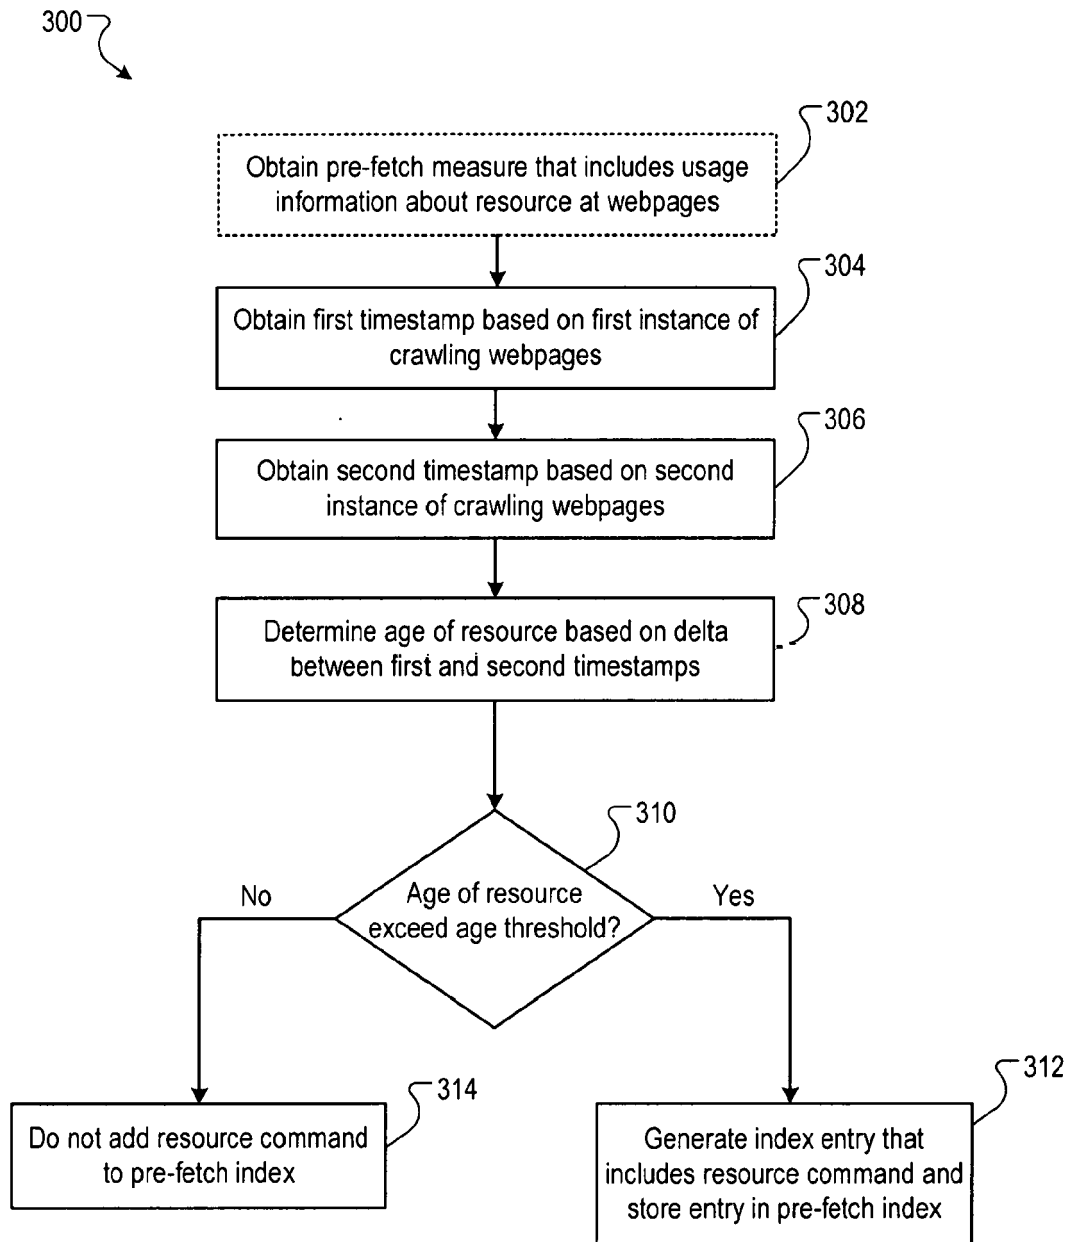 300
302
Obtain pre-fetch measure that includes usage
information about resource at webpages
304
Obtain first timestamp based on first instance of
crawling webpages
306
Obtain second timestamp based on second
instance of crawling webpages
308
Determine age of resource based on delta
between first and second timestamps
310
No
Age of resource
exceed age threshold?
Yes
314
Do not add resource command
to pre-fetch index
312
Generate index entry that
includes resource command and
store entry in pre-fetch index